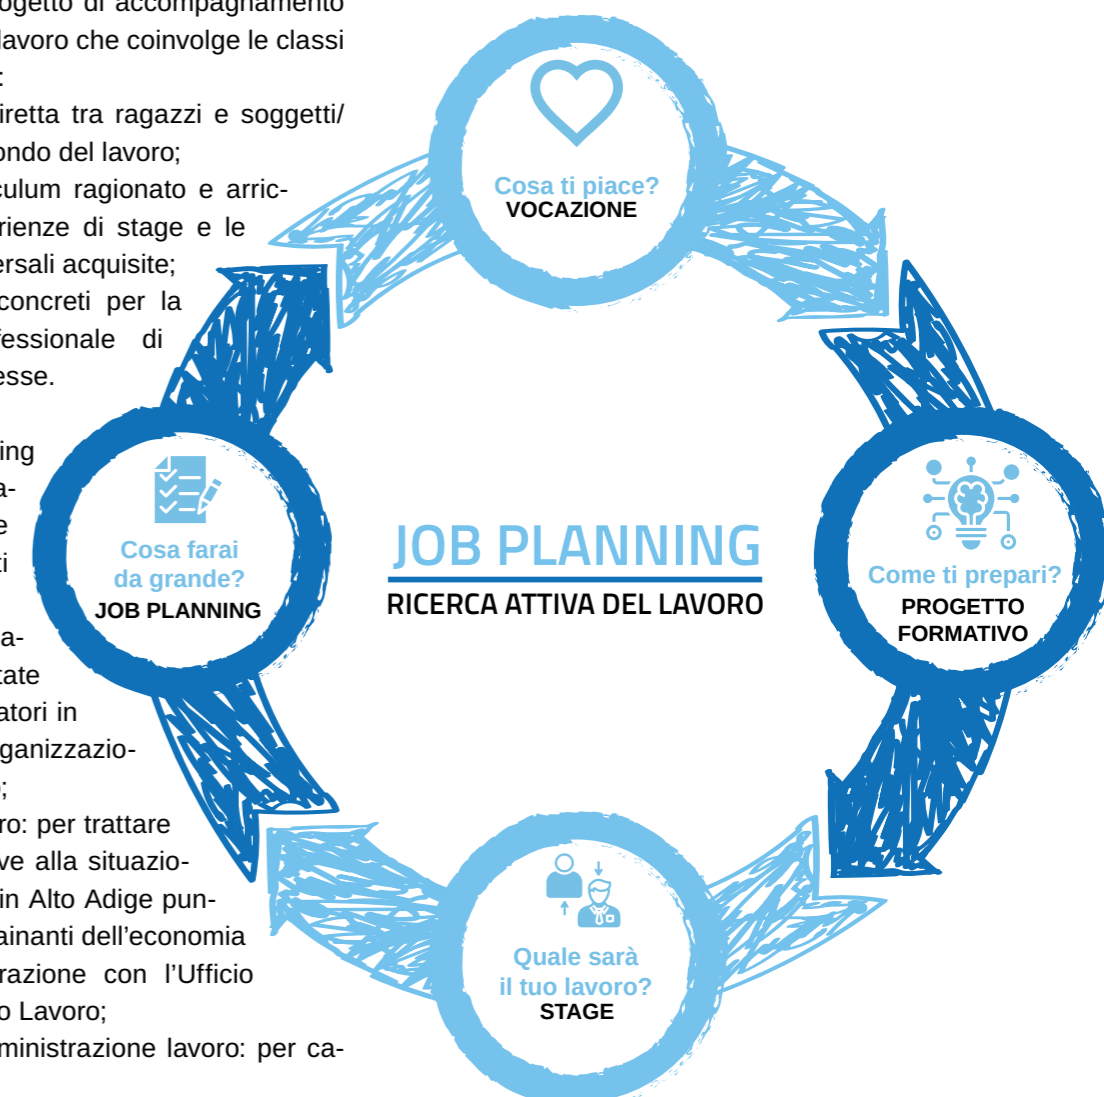 ogetto di accompagnamento
lavoro che coinvolge le classi
:
iretta tra ragazzi e soggetti/
ondo del lavoro;
culum ragionato e arric-
rienze di stage e le
ersali acquisite;
concreti per la
fessionale di
esse.
ing
a-
e
ti
a-
tate
atori in
ganizzazio-
;
ro: per trattare
ve alla situazio-
in Alto Adige pun-
ainanti dell’economia
razione con l’Ufficio
o Lavoro;
ministrazione lavoro: per ca-
Cosa ti piace?
VOCAZIONE
Come ti prepari?
PROGETTO
FORMATIVO
Quale sarà
il tuo lavoro?
STAGE
Cosa farai
da grande?
JOB PLANNING
JOB PLANNING
RICERCA ATTIVA DEL LAVORO